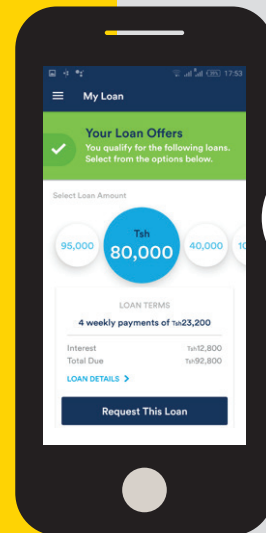 17:53
My Loan
Your Loan Offers
You qualify for the following loans.
Select from the options below.
Select Loan Amount
95,000
Tsh
80,000
40,000
10
LOAN TERMS
4 weekly payments of Tsh23,200
Interest Tsh12,800
Total Due Tsh92,800
LOAN DETAILS
Request This Loan